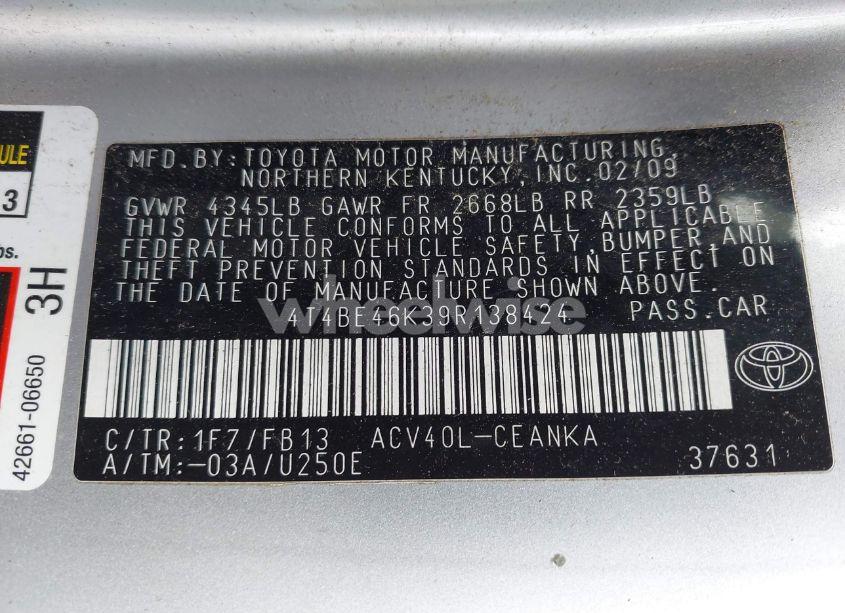 MFD.BY:TOYOTA MOTOR MANUFACTURING,
NORTHERN KENTUCKY,INC.02/09
GVWR 4345LB GAWR FR 2668LB RR 2359LB
THIS VEHICLE CONFORMS TO ALL APPLICABLE
FEDERAL MOTOR VEHICLE SAFETY,BUMPER,AND
THEFT PREVENTION STANDARDS IN EFFECT ON
THE DATE OF MANUFACTURE SHOWN ABOVE.
4T4BE46K39R138424 PASS.CAR
wheelwise
C/TR:1F7/FB13 ACV40L-CEANKA
A/TM:-03A/U250E 37631
3
3H
42661-06650